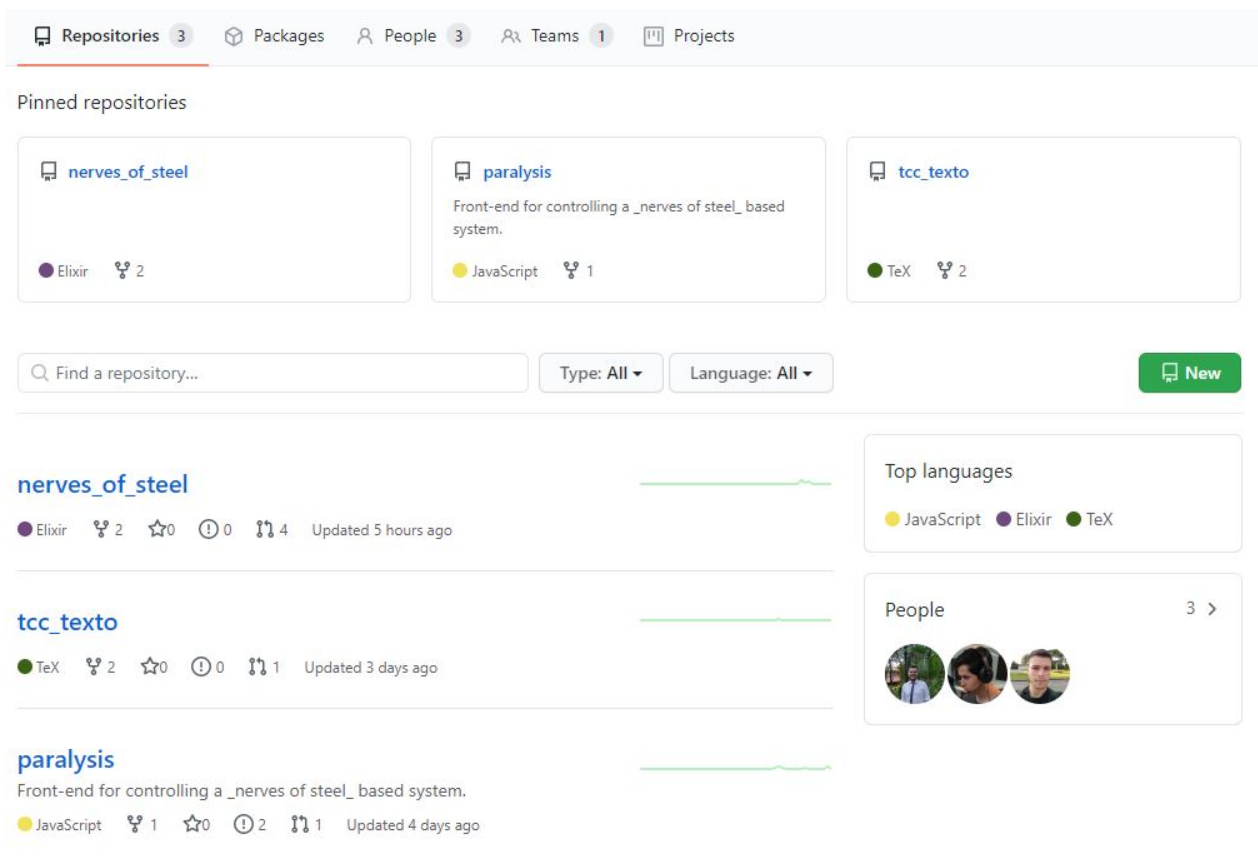 Repositories 3 Packages People 3 Teams 1 Projects
Pinned repositories
nerves_of_steel
Elixir 2
paralysis
Front-end for controlling a _nerves of steel_ based
system.
JavaScript 1
tcc_texto
TeX 2
Find a repository... Type: All Language: All New
nerves_of_steel
Elixir 2 0 0 4 Updated 5 hours ago
tcc_texto
TeX 2 0 0 1 Updated 3 days ago
paralysis
Front-end for controlling a _nerves of steel_ based system.
JavaScript 1 0 2 1 Updated 4 days ago
Top languages
JavaScript Elixir TeX
People 3